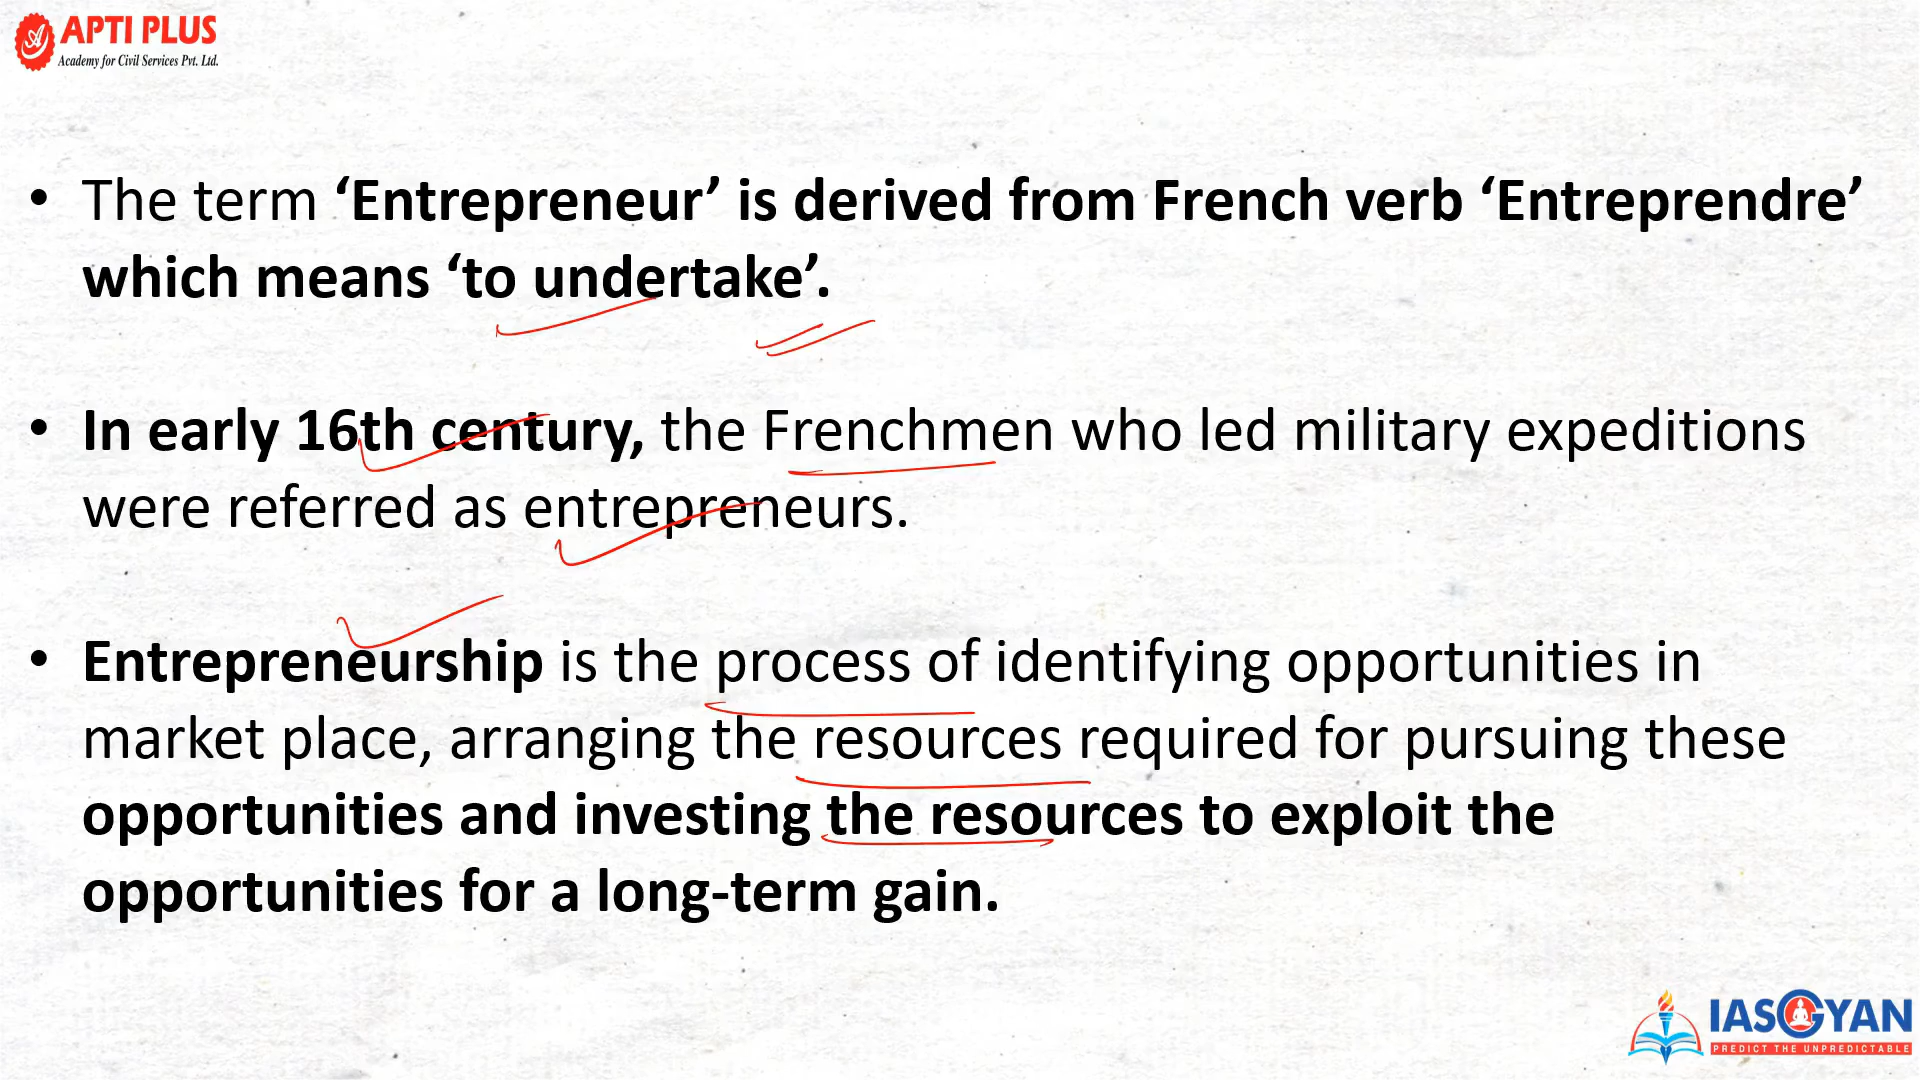 APTI PLUS
Academy for Civil Services Pvt. Ltd.
• The term ‘Entrepreneur’ is derived from French verb ‘Entreprendre’
which means ‘to undertake’.
• In early 16th century, the Frenchmen who led military expeditions
were referred as entrepreneurs.
• Entrepreneurship is the process of identifying opportunities in
market place, arranging the resources required for pursuing these
opportunities and investing the resources to exploit the
opportunities for a long-term gain.
IASGYAN
PREDICT THE UNPREDICTABLE